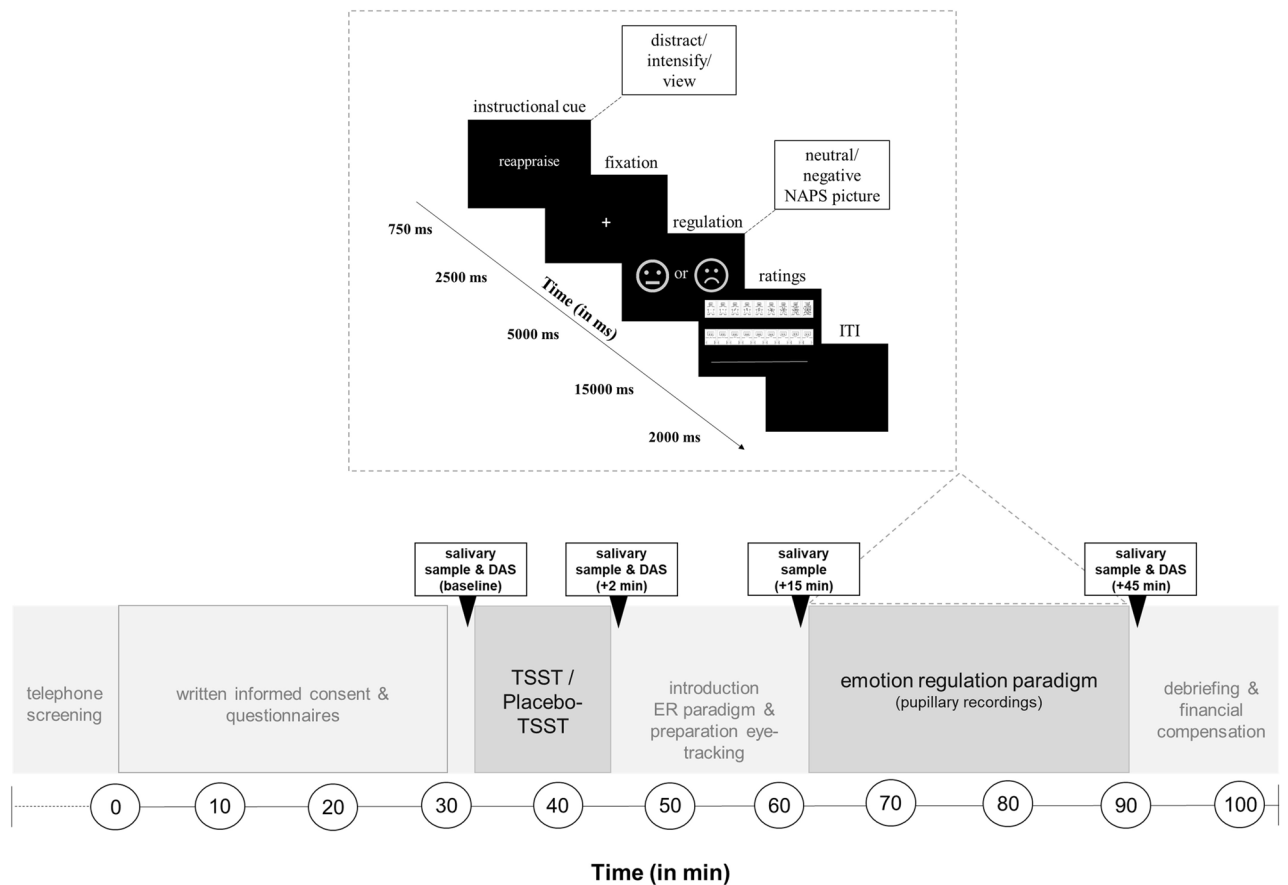 distract/
intensify/
view
instructional cue
reappraise
fixation
+
neutral/
negative
NAPS picture
regulation
or
ratings
ITI
750 ms
2500 ms
5000 ms
15000 ms
2000 ms
Time (in ms)
salivary
sample & DAS
(baseline)
salivary
sample & DAS
(+2 min)
salivary
sample
(+15 min)
salivary
sample & DAS
(+45 min)
telephone
screening
written informed consent &
questionnaires
TSST /
Placebo-
TSST
introduction
ER paradigm &
preparation eye-
tracking
emotion regulation paradigm
(pupillary recordings)
debriefing &
financial
compensation
0 10 20 30 40 50 60 70 80 90 100
Time (in min)